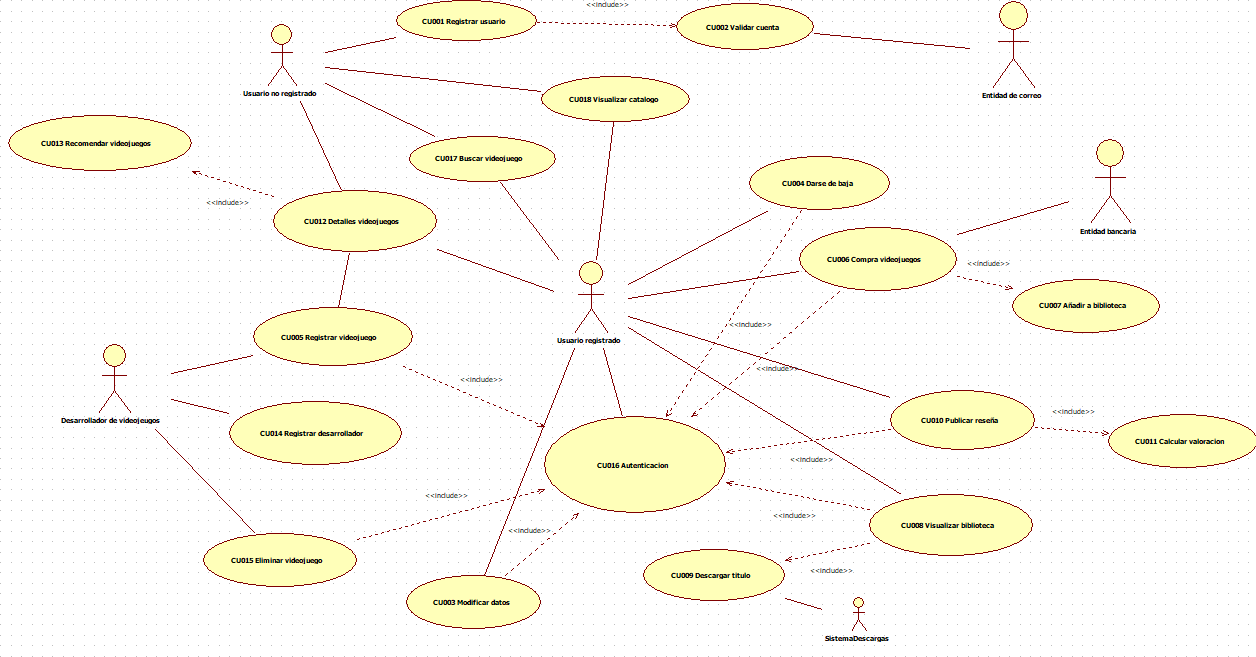 <<include>>
CU001 Registrar usuario
CU002 Validar cuenta
Usuario no registrado
Entidad de correo
CU018 Visualizar catalogo
CU013 Recomendar videojuegos
CU017 Buscar videojuego
CU004 Darse de baja
<<include>>
CU012 Detalles videojuegos
Entidad bancaria
CU006 Compra videojuegos
<<include>>
CU007 Añadir a biblioteca
<<include>>
CU005 Registrar videojuego
Usuario registrado
<<include>>
<<include>>
<<include>>
Desarrollador de videojeugos
CU010 Publicar reseña
CU014 Registrar desarrollador
CU011 Calcular valoracion
<<include>>
CU016 Autenticacion
<<include>>
<<include>>
CU008 Visualizar biblioteca
<<include>>
CU015 Eliminar videojuego
<<include>>
CU009 Descargar titulo
CU003 Modificar datos
SistemaDescargas